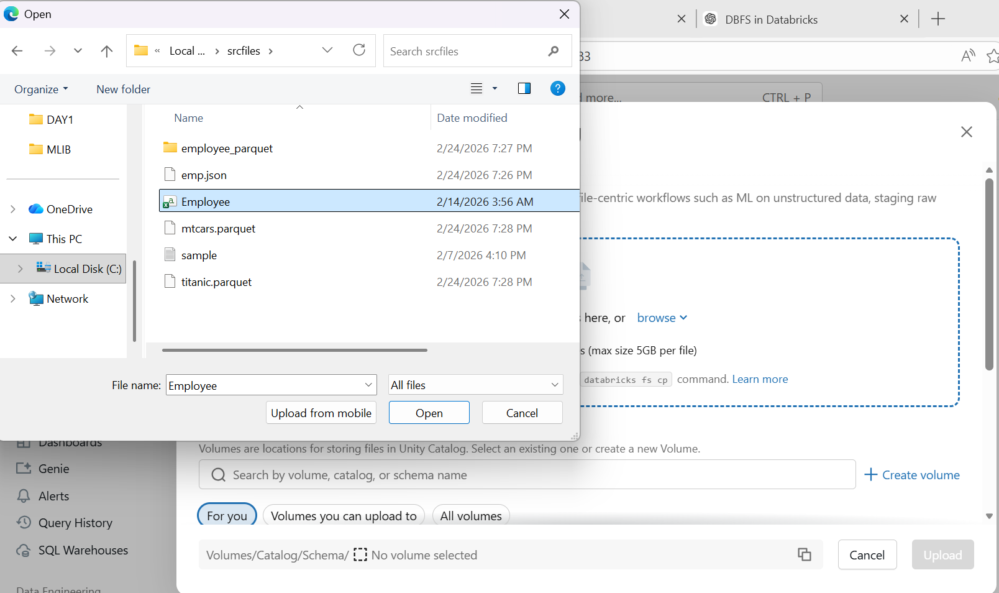 Open
DBFS in Databricks
« Local ... › srcfiles ›
Search srcfiles
33
Organize
New folder
more...
CTRL + P
DAY1
MLIB
OneDrive
This PC
Local Disk (C:)
Network
Name
Date modified
employee_parquet
2/24/2026 7:27 PM
emp.json
2/24/2026 7:26 PM
Employee
2/14/2026 3:56 AM
mtcars.parquet
2/24/2026 7:28 PM
sample
2/7/2026 4:10 PM
titanic.parquet
2/24/2026 7:28 PM
file-centric workflows such as ML on unstructured data, staging raw
here, or browse
(max size 5GB per file)
databricks fs cp command. Learn more
File name: Employee
All files
Upload from mobile
Open
Cancel
Dashboards
Genie
Alerts
Query History
SQL Warehouses
Data Engineering
Volumes are locations for storing files in Unity Catalog. Select an existing one or create a new Volume.
Search by volume, catalog, or schema name
+ Create volume
For you
Volumes you can upload to
All volumes
Volumes/Catalog/Schema/ No volume selected
Cancel
Upload